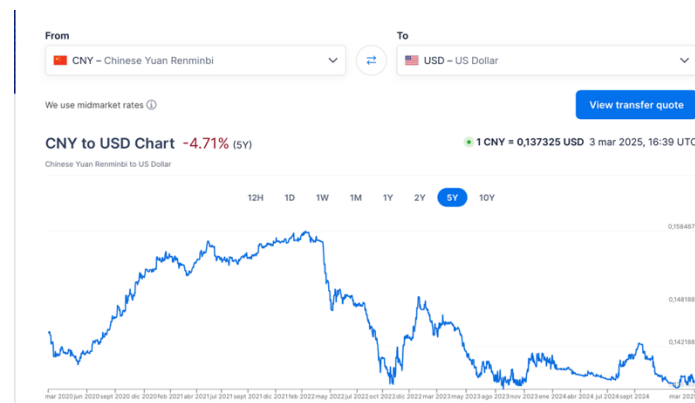 From
To
CNY – Chinese Yuan Renminbi
USD – US Dollar
We use midmarket rates
View transfer quote
CNY to USD Chart -4.71% (5Y)
1 CNY = 0,137325 USD 3 mar 2025, 16:39 UTC
Chinese Yuan Renminbi to US Dollar
12H 1D 1W 1M 1Y 2Y 5Y 10Y
0,158467
0,148186
0,142188
mar 2020 jun 2020 sept 2020 dic 2020 feb 2021 abr 2021 jul 2021 sept 2021 dic 2021 feb 2022 may 2022 jul 2022 oct 2022 dic 2022 mar 2023 may 2023 ago 2023 nov 2023 ene 2024 abr 2024 jul 2024 sept 2024 mar 202